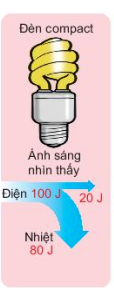 Đèn compact
Ánh sáng
nhìn thấy
Điện 100 J
20 J
Nhiệt
80 J